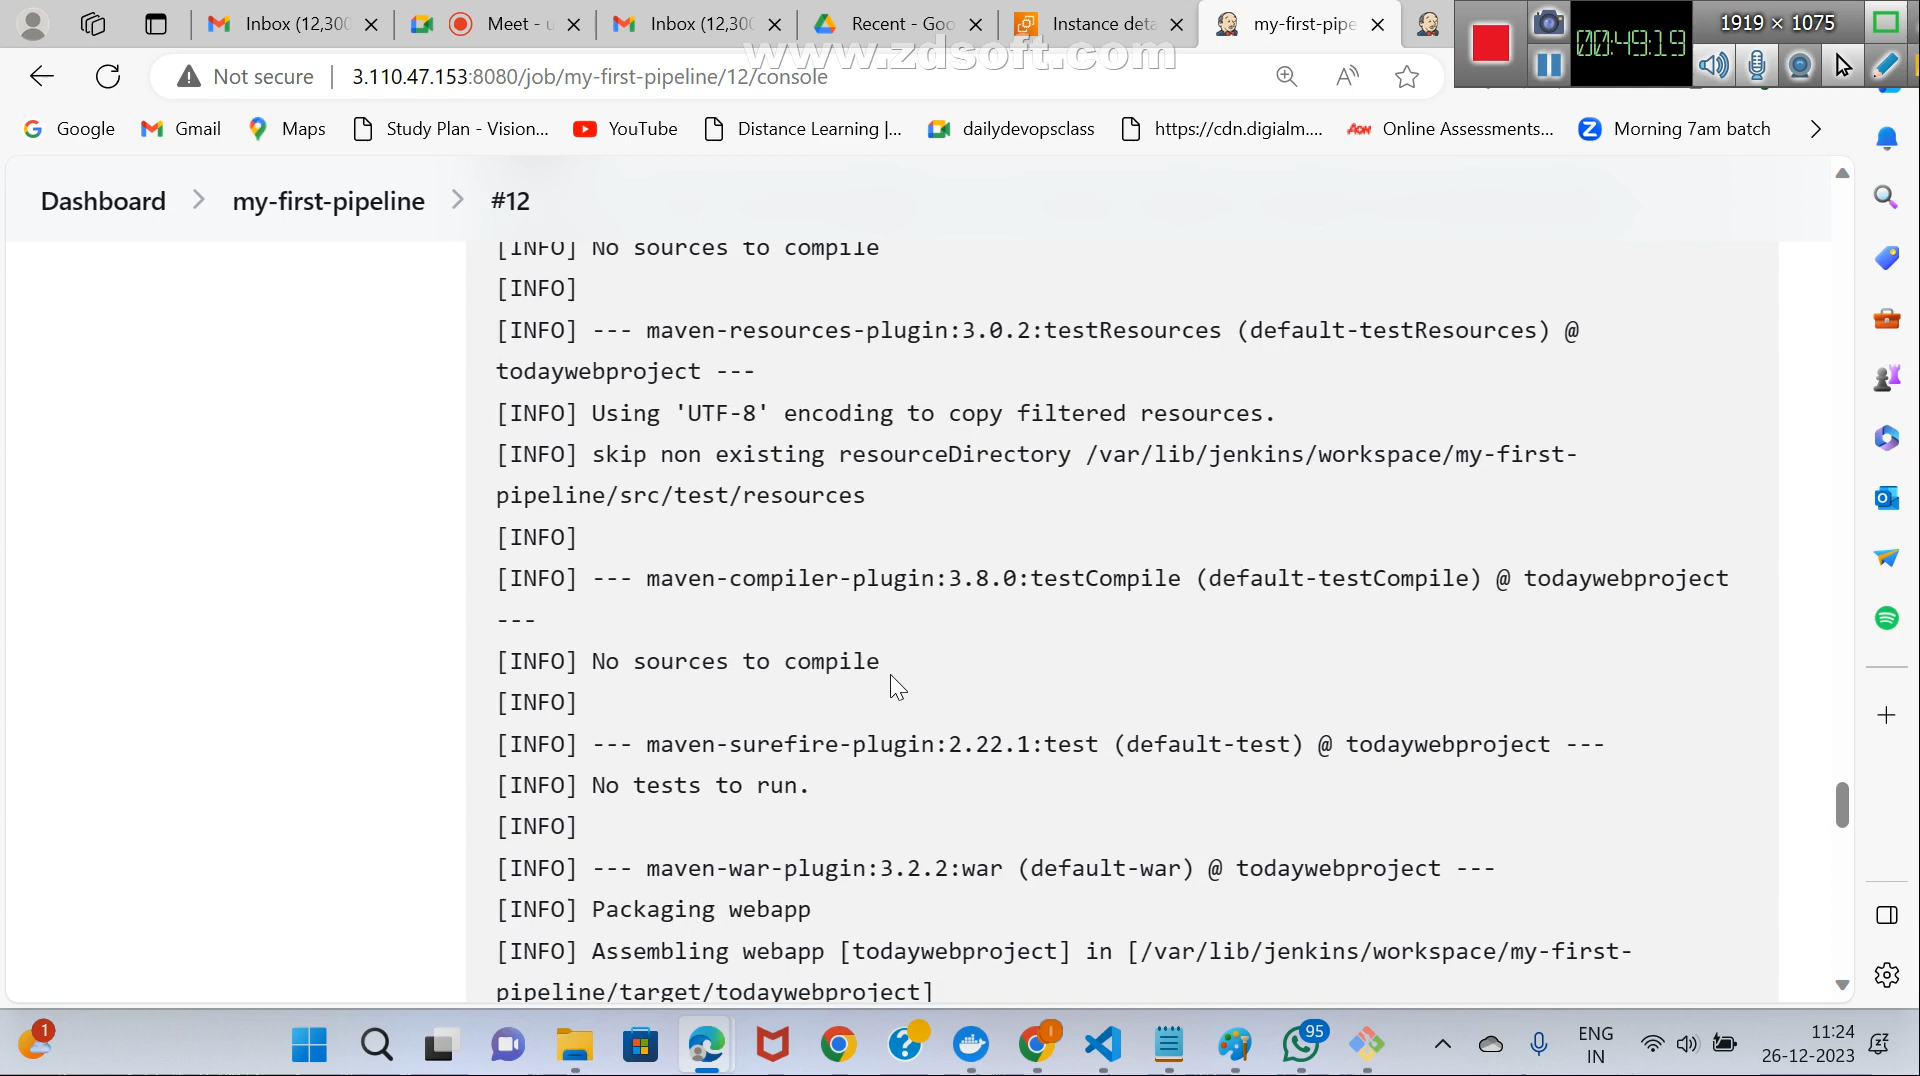 Inbox (12,300
Meet - u
Inbox (12,300
Recent - Goo
Instance deta
my-first-pipe
1919 × 1075
00:49:19
www.zdsoft.com
Not secure
3.110.47.153:8080/job/my-first-pipeline/12/console
Google
Gmail
Maps
Study Plan - Vision...
YouTube
Distance Learning |...
dailydevopsclass
https://cdn.digialm....
Aon
Online Assessments...
Morning 7am batch
Dashboard
my-first-pipeline
#12
[INFO] No sources to compile
[INFO]
[INFO] --- maven-resources-plugin:3.0.2:testResources (default-testResources) @
todaywebproject ---
[INFO] Using 'UTF-8' encoding to copy filtered resources.
[INFO] skip non existing resourceDirectory /var/lib/jenkins/workspace/my-first-
pipeline/src/test/resources
[INFO]
[INFO] --- maven-compiler-plugin:3.8.0:testCompile (default-testCompile) @ todaywebproject
---
[INFO] No sources to compile
[INFO]
[INFO] --- maven-surefire-plugin:2.22.1:test (default-test) @ todaywebproject ---
[INFO] No tests to run.
[INFO]
[INFO] --- maven-war-plugin:3.2.2:war (default-war) @ todaywebproject ---
[INFO] Packaging webapp
[INFO] Assembling webapp [todaywebproject] in [/var/lib/jenkins/workspace/my-first-
pipeline/target/todaywebproject]
1
95
ENG
IN
11:24
26-12-2023